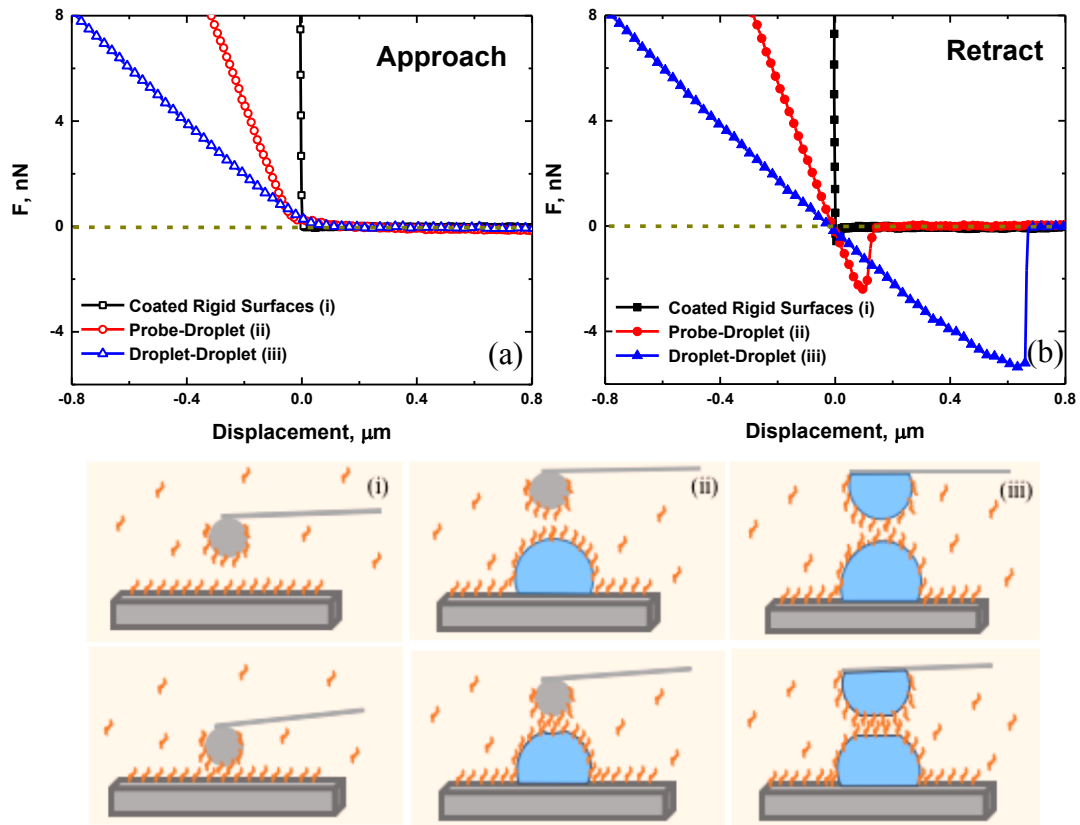 Approach
8
4
0
-4
F, nN
Coated Rigid Surfaces (i)
Probe-Droplet (ii)
Droplet-Droplet (iii)
(a)
-0.8
-0.4
0.0
0.4
0.8
Displacement, μm
Retract
8
4
0
-4
F, nN
Coated Rigid Surfaces (i)
Probe-Droplet (ii)
Droplet-Droplet (iii)
(b)
-0.8
-0.4
0.0
0.4
0.8
Displacement, μm
(i)
(ii)
(iii)